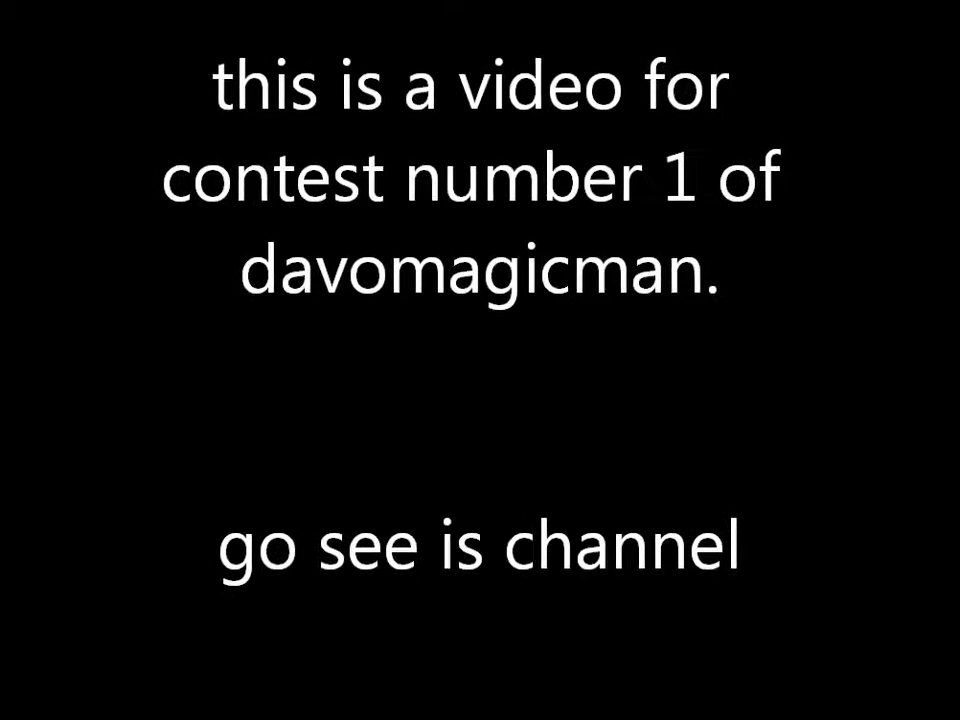 this is a video for
contest number 1 of
davomagicman.
go see is channel